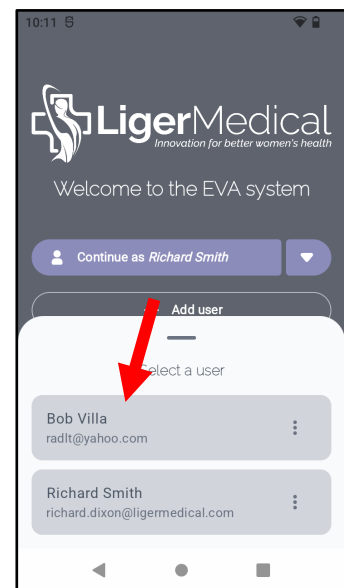 10:11
LigerMedical
Innovation for better women's health
Welcome to the EVA system
Continue as Richard Smith
Add user
Select a user
Bob Villa
radlt@yahoo.com
Richard Smith
richard.dixon@ligermedical.com